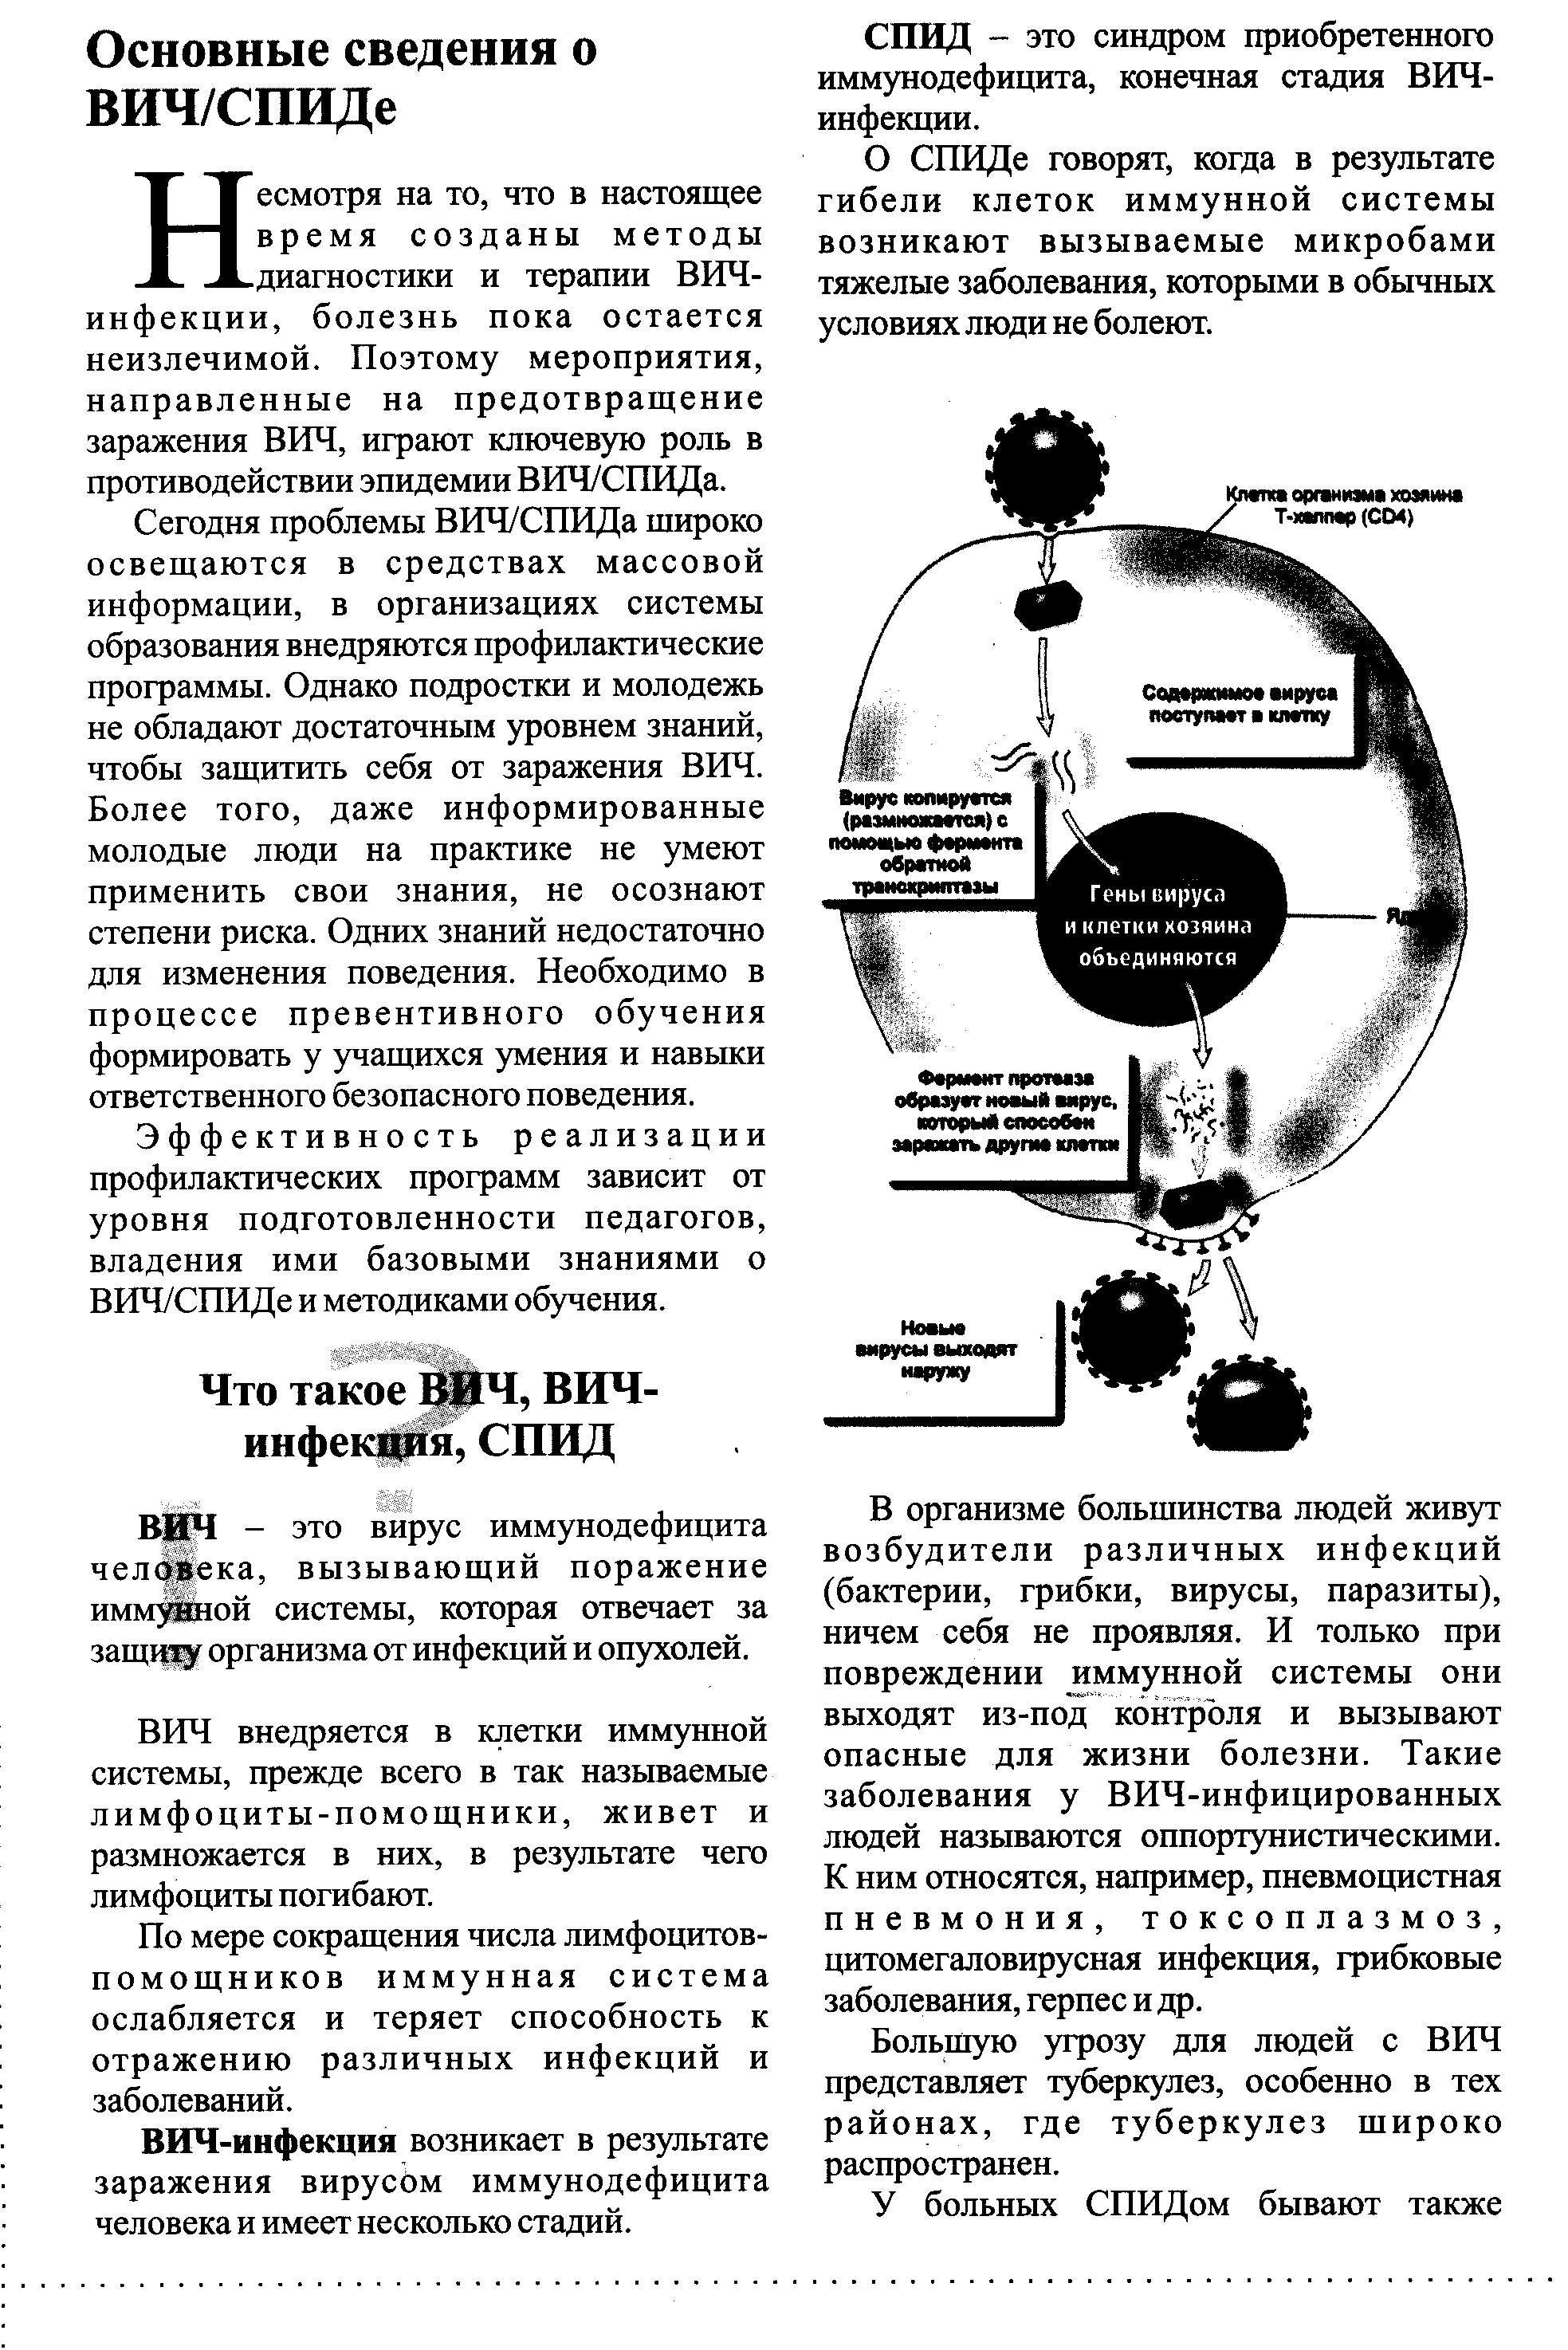 Основные сведения о
ВИЧ/СПИДе
Несмотря на то, что в настоящее
время созданы методы
диагностики и терапии ВИЧ-
инфекции, болезнь пока остается
неизлечимой. Поэтому мероприятия,
направленные на предотвращение
заражения ВИЧ, играют ключевую роль в
противодействии эпидемии ВИЧ/СПИДа.
Сегодня проблемы ВИЧ/СПИДа широко
освещаются в средствах массовой
информации, в организациях системы
образования внедряются профилактические
программы. Однако подростки и молодежь
не обладают достаточным уровнем знаний,
чтобы защитить себя от заражения ВИЧ.
Более того, даже информированные
молодые люди на практике не умеют
применить свои знания, не осознают
степени риска. Одних знаний недостаточно
для изменения поведения. Необходимо в
процессе превентивного обучения
формировать у учащихся умения и навыки
ответственного безопасного поведения.
Эффективность реализации
профилактических программ зависит от
уровня подготовленности педагогов,
владения ими базовыми знаниями о
ВИЧ/СПИДе и методиками обучения.
Что такое ВИЧ, ВИЧ-
инфекция, СПИД
ВИЧ – это вирус иммунодефицита
человека, вызывающий поражение
иммунной системы, которая отвечает за
защиту организма от инфекций и опухолей.
ВИЧ внедряется в клетки иммунной
системы, прежде всего в так называемые
лимфоциты-помощники, живет и
размножается в них, в результате чего
лимфоциты погибают.
По мере сокращения числа лимфоцитов-
помощников иммунная система
ослабляется и теряет способность к
отражению различных инфекций и
заболеваний.
ВИЧ-инфекция возникает в результате
заражения вирусом иммунодефицита
человека и имеет несколько стадий.
СПИД – это синдром приобретенного
иммунодефицита, конечная стадия ВИЧ-
инфекции.
О СПИДе говорят, когда в результате
гибели клеток иммунной системы
возникают вызываемые микробами
тяжелые заболевания, которыми в обычных
условиях люди не болеют.
Клетка организма хозяина
Т-хелпер (CD4)
Содержимое вируса
поступает в клетку
Вирус копируется
(размножается) с
помощью фермента
обратной
транскриптазы
Гены вируса
и клетки хозяина
объединяются
Фермент протеаза
образует новый вирус,
который способен
заражать другие клетки
Новые
вирусы выходят
наружу
В организме большинства людей живут
возбудители различных инфекций
(бактерии, грибки, вирусы, паразиты),
ничем себя не проявляя. И только при
повреждении иммунной системы они
выходят из-под контроля и вызывают
опасные для жизни болезни. Такие
заболевания у ВИЧ-инфицированных
людей называются оппортунистическими.
К ним относятся, например, пневмоцистная
пневмония, токсоплазмоз,
цитомегаловирусная инфекция, грибковые
заболевания, герпес и др.
Большую угрозу для людей с ВИЧ
представляет туберкулез, особенно в тех
районах, где туберкулез широко
распространен.
У больных СПИДом бывают также